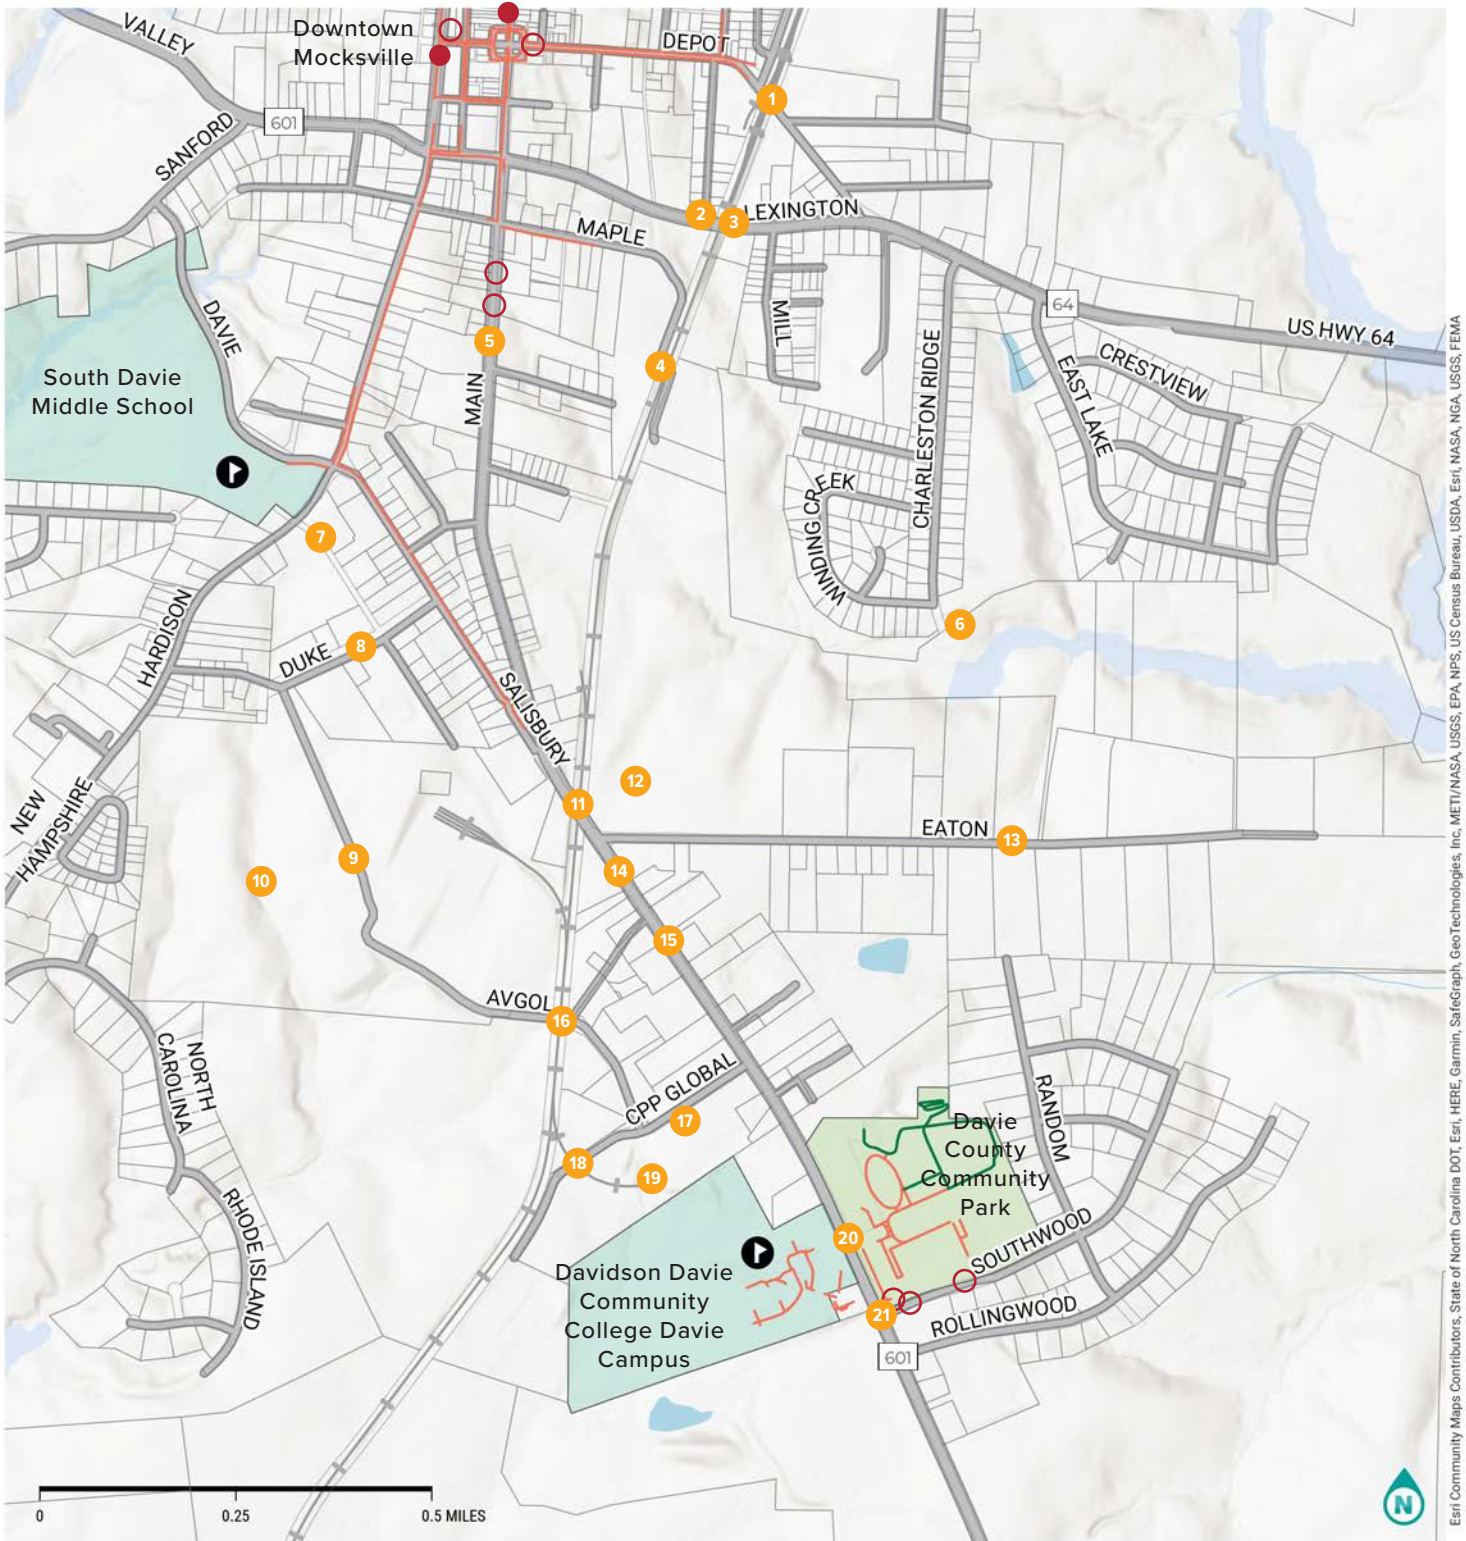 Downtown
Mocksville
VALLEY
DEPOT
1
601
SANFORD
2
3
LEXINGTON
MAPLE
64
US HWY 64
DAVIE
MILL
5
4
CHARLESTON RIDGE
EAST LAKE
CRESTVIEW
South Davie
Middle School
MAIN
WINDING CREEK
7
HARDISON
6
DUKE
8
SALISBURY
12
11
NEW
HAMPSHIRE
EATON
13
9
10
14
15
AVGOL
16
NORTH
CAROLINA
CPP GLOBAL
17
RANDOM
Davie
County
Community
Park
18
19
RHODE ISLAND
20
SOUTHWOOD
Davidson Davie
Community
College Davie
Campus
21
ROLLINGWOOD
601
0
0.25
0.5 MILES
N
Esri Community Maps Contributors, State of North Carolina DOT, Esri, HERE, Garmin, SafeGraph, GeoTechnologies, Inc, METI/NASA, USGS, EPA, NPS, US Census Bureau, USDA, Esri, NASA, NGA, USGS, FEMA